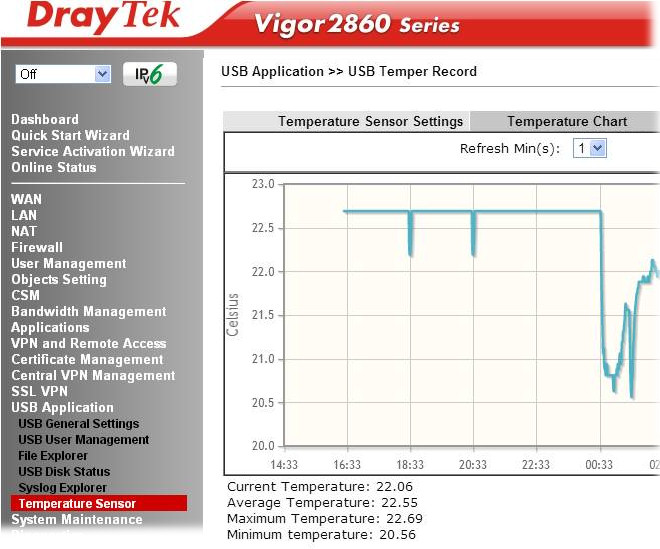 DrayTek
Vigor2860 Series
Off
IPv6
USB Application >> USB Temper Record
Dashboard
Quick Start Wizard
Service Activation Wizard
Online Status
WAN
LAN
NAT
Firewall
User Management
Objects Setting
CSM
Bandwidth Management
Applications
VPN and Remote Access
Certificate Management
Central VPN Management
SSL VPN
USB Application
USB General Settings
USB User Management
File Explorer
USB Disk Status
Syslog Explorer
Temperature Sensor
System Maintenance
Temperature Sensor Settings
Temperature Chart
Refresh Min(s): 1
23.0
22.5
22.0
21.5
21.0
20.5
20.0
Celsius
14:33 16:33 18:33 20:33 22:33 00:33 02
Current Temperature: 22.06
Average Temperature: 22.55
Maximum Temperature: 22.69
Minimum temperature: 20.56